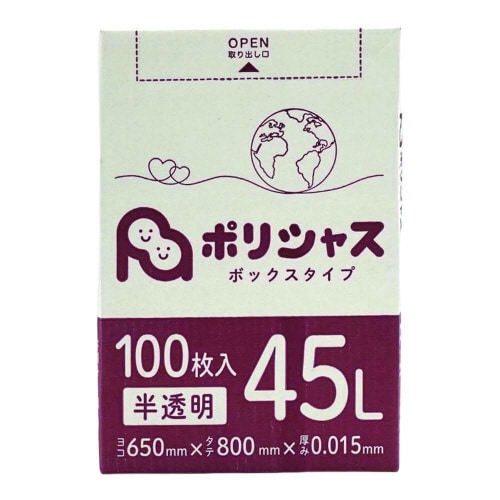 OPEN
取り出し口
ポリシャス
ボックスタイプ
100枚入
半透明
45L
ヨコ650mm×タテ800mm×厚み0.015mm